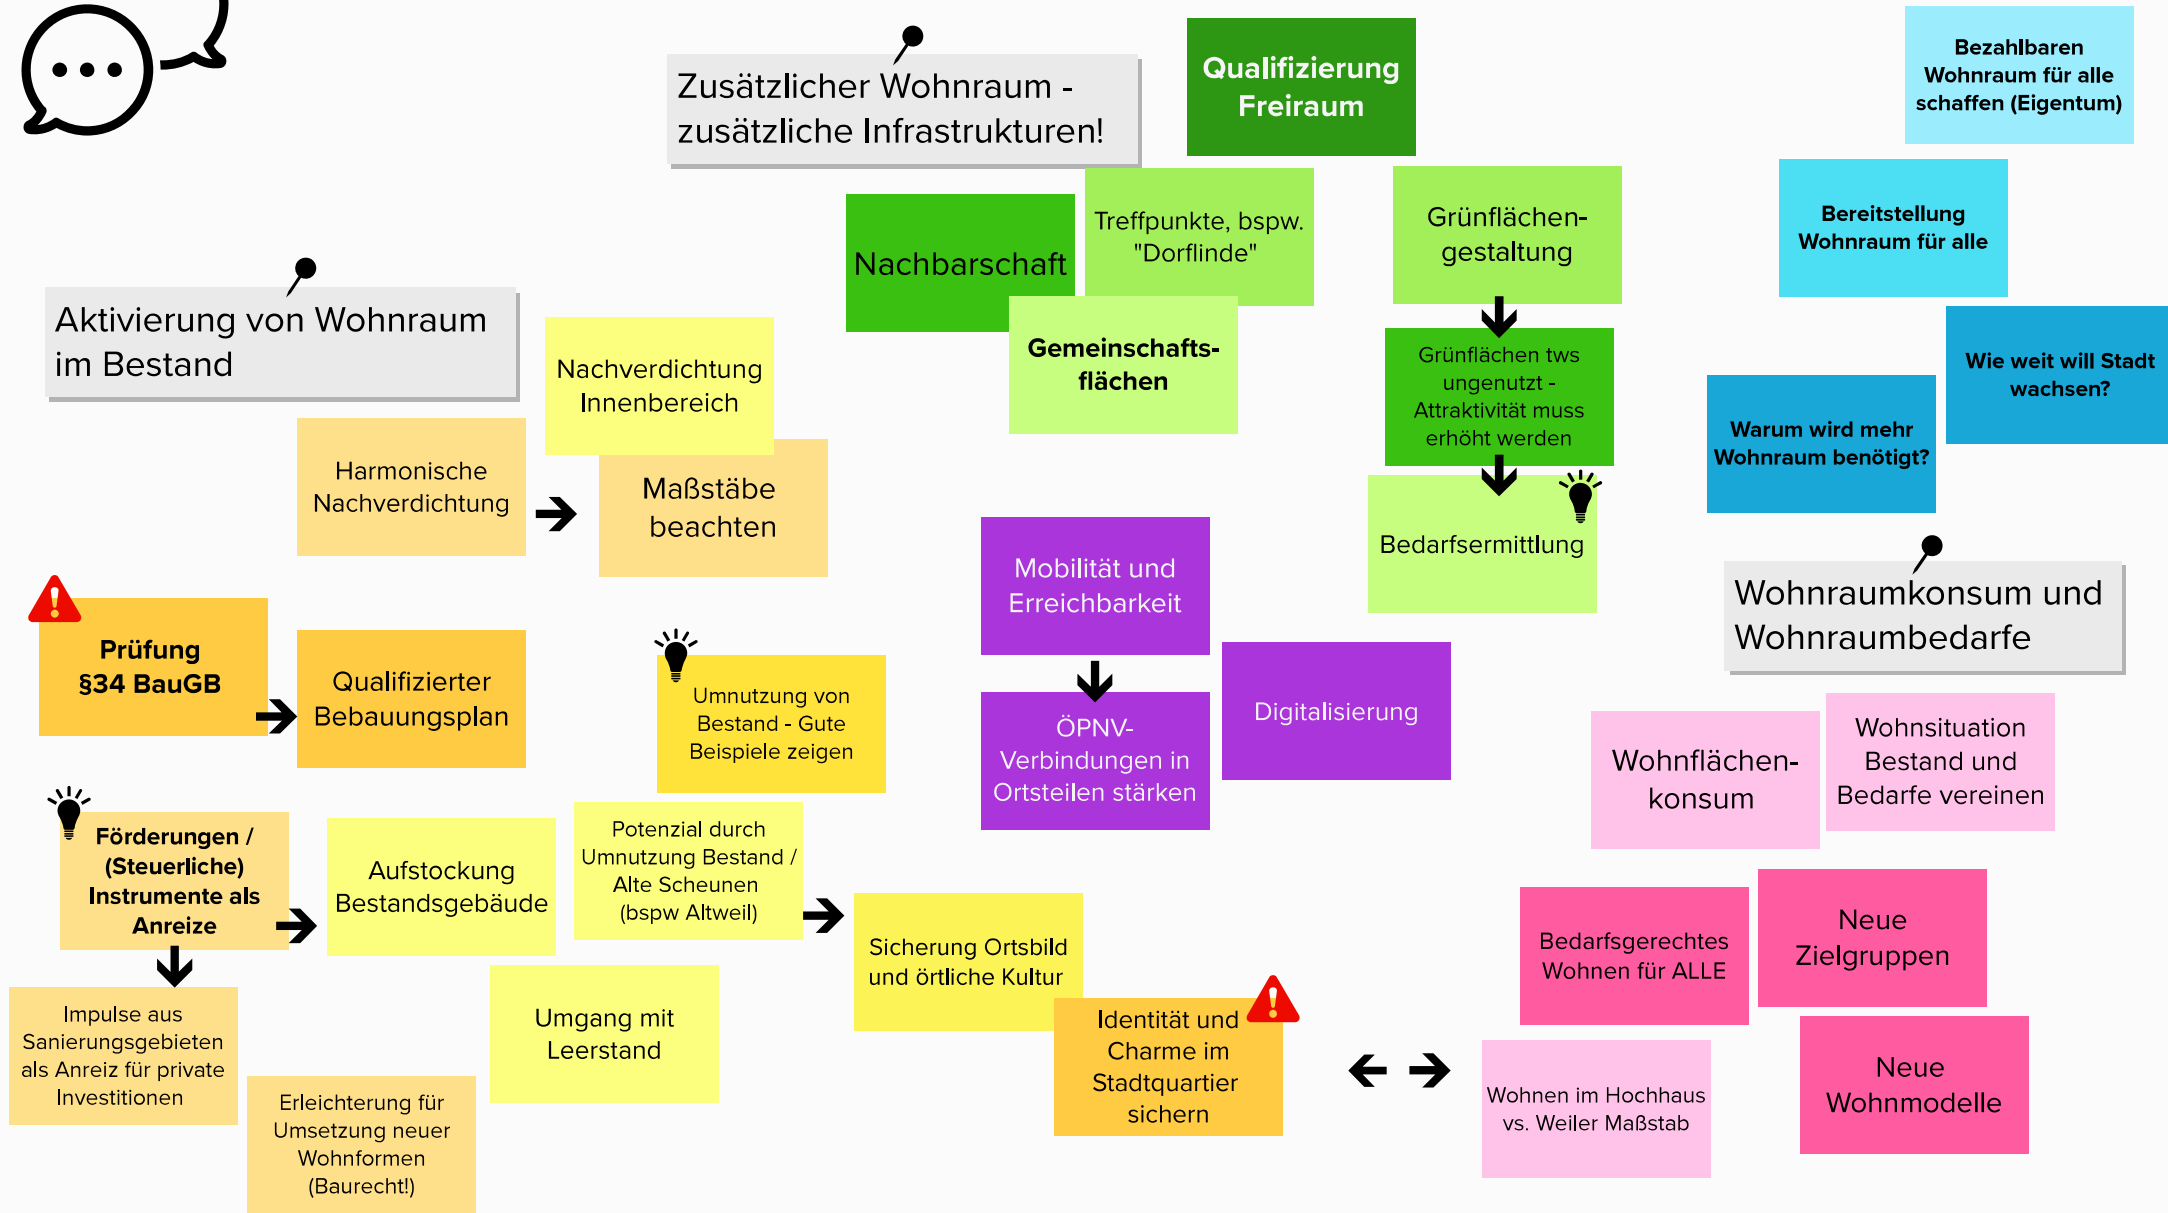 Zusätzlicher Wohnraum -
zusätzliche Infrastrukturen!
Qualifizierung
Freiraum
Nachbarschaft
Treffpunkte, bspw.
"Dorflinde"
Gemeinschafts-
flächen
Grünflächen-
gestaltung
Grünflächen tws
ungenutzt -
Attraktivität muss
erhöht werden
Bedarfsermittlung
Mobilität und
Erreichbarkeit
ÖPNV-
Verbindungen in
Ortsteilen stärken
Digitalisierung
Aktivierung von Wohnraum
im Bestand
Nachverdichtung
Innenbereich
Harmonische
Nachverdichtung
Maßstäbe
beachten
Prüfung
§34 BauGB
Qualifizierter
Bebauungsplan
Umnutzung von
Bestand - Gute
Beispiele zeigen
Förderungen /
(Steuerliche)
Instrumente als
Anreize
Aufstockung
Bestandsgebäude
Potenzial durch
Umnutzung Bestand /
Alte Scheunen
(bspw Altweil)
Sicherung Ortsbild
und örtliche Kultur
Identität und
Charme im
Stadtquartier
sichern
Impulse aus
Sanierungsgebieten
als Anreiz für private
Investitionen
Erleichterung für
Umsetzung neuer
Wohnformen
(Baurecht!)
Umgang mit
Leerstand
Bezahlbaren
Wohnraum für alle
schaffen (Eigentum)
Bereitstellung
Wohnraum für alle
Wie weit will Stadt
wachsen?
Warum wird mehr
Wohnraum benötigt?
Wohnraumkonsum und
Wohnraumbedarfe
Wohnflächen-
konsum
Wohnsituation
Bestand und
Bedarfe vereinen
Bedarfsgerechtes
Wohnen für ALLE
Neue
Zielgruppen
Wohnen im Hochhaus
vs. Weiler Maßstab
Neue
Wohnmodelle